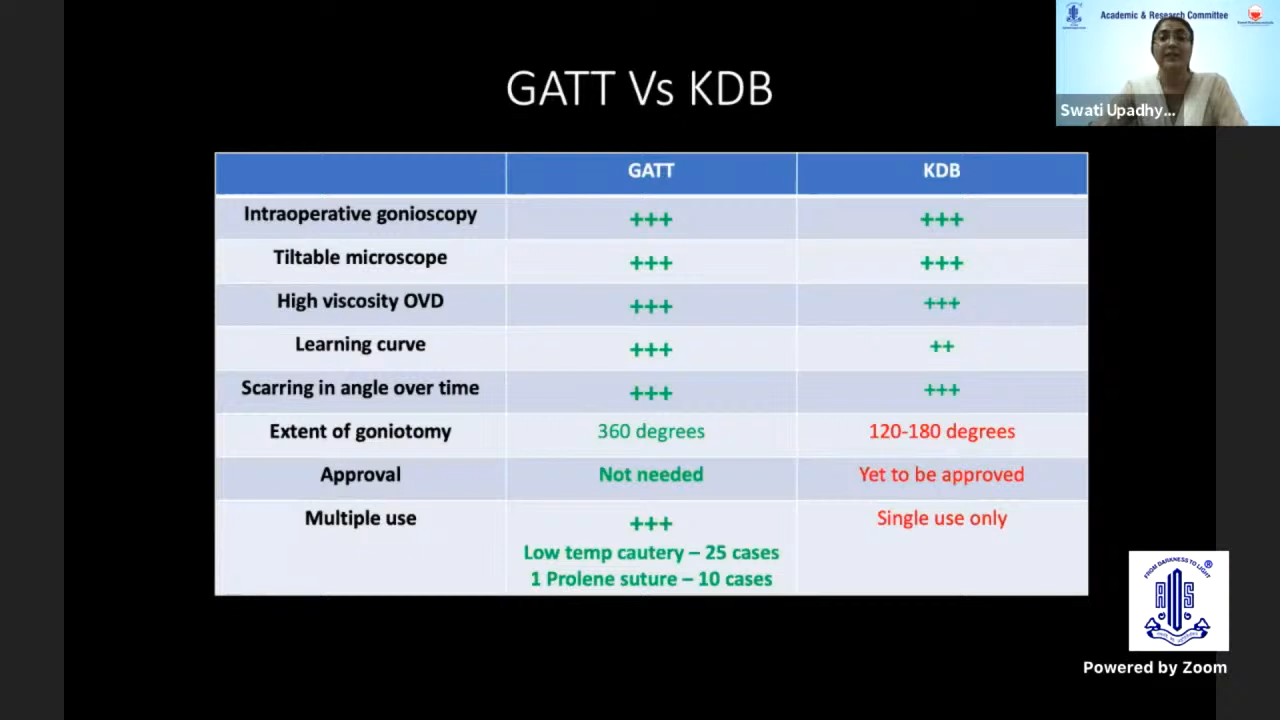 Academic & Research Committee
Swati Upadhy...
GATT Vs KDB
GATT KDB
Intraoperative gonioscopy +++ +++
Tiltable microscope +++ +++
High viscosity OVD +++ +++
Learning curve +++ ++
Scarring in angle over time +++ +++
Extent of goniotomy 360 degrees 120-180 degrees
Approval Not needed Yet to be approved
Multiple use +++ Single use only
Low temp cautery – 25 cases
1 Prolene suture – 10 cases
FROM DARKNESS TO LIGHT ®
AIOS
Powered by Zoom